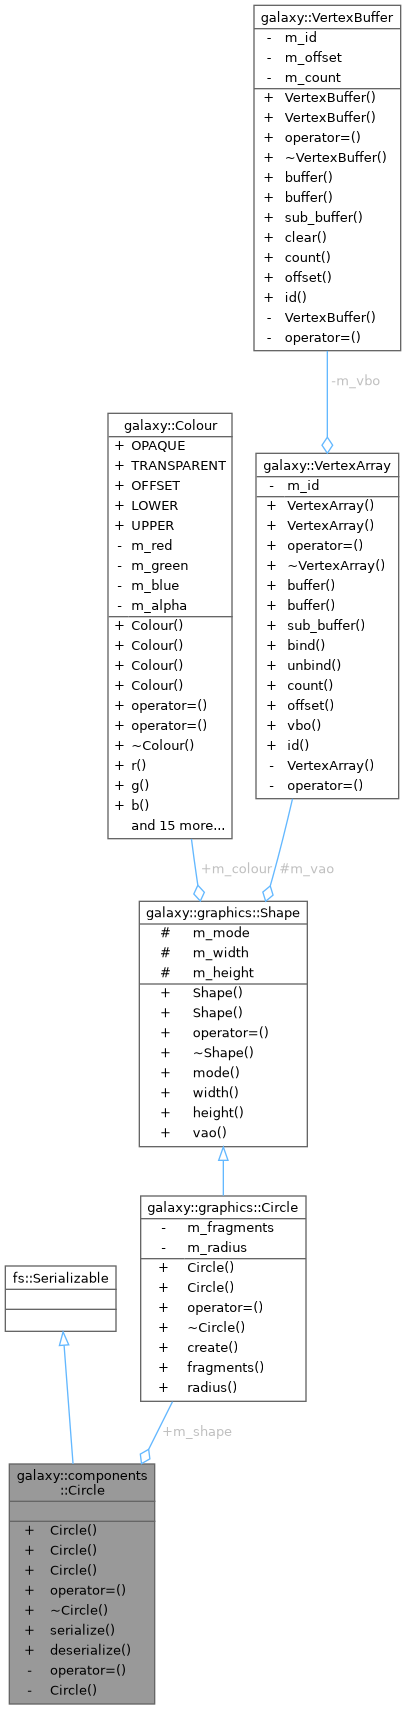 galaxy::VertexBuffer
- m_id
- m_offset
- m_count
+ VertexBuffer()
+ VertexBuffer()
+ operator=()
+ ~VertexBuffer()
+ buffer()
+ buffer()
+ sub_buffer()
+ clear()
+ count()
+ offset()
+ id()
- VertexBuffer()
- operator=()
-m_vbo
galaxy::Colour
+ OPAQUE
+ TRANSPARENT
+ OFFSET
+ LOWER
+ UPPER
- m_red
- m_green
- m_blue
- m_alpha
+ Colour()
+ Colour()
+ Colour()
+ Colour()
+ operator=()
+ operator=()
+ ~Colour()
+ r()
+ g()
+ b()
and 15 more...
galaxy::VertexArray
- m_id
+ VertexArray()
+ VertexArray()
+ operator=()
+ ~VertexArray()
+ buffer()
+ buffer()
+ sub_buffer()
+ bind()
+ unbind()
+ count()
+ offset()
+ vbo()
+ id()
- VertexArray()
- operator=()
+m_colour
#m_vao
galaxy::graphics::Shape
# m_mode
# m_width
# m_height
+ Shape()
+ Shape()
+ operator=()
+ ~Shape()
+ mode()
+ width()
+ height()
+ vao()
galaxy::graphics::Circle
- m_fragments
- m_radius
+ Circle()
+ Circle()
+ operator=()
+ ~Circle()
+ create()
+ fragments()
+ radius()
fs::Serializable
+m_shape
galaxy::components
::Circle
+ Circle()
+ Circle()
+ Circle()
+ operator=()
+ ~Circle()
+ serialize()
+ deserialize()
- operator=()
- Circle()